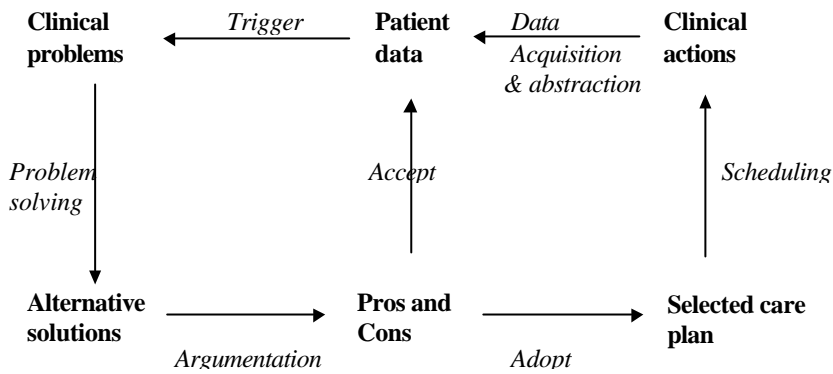 Clinical
problems
Trigger
Patient
data
Data
Acquisition
& abstraction
Clinical
actions
Problem
solving
Accept
Scheduling
Alternative
solutions
Argumentation
Pros and
Cons
Adopt
Selected care
plan